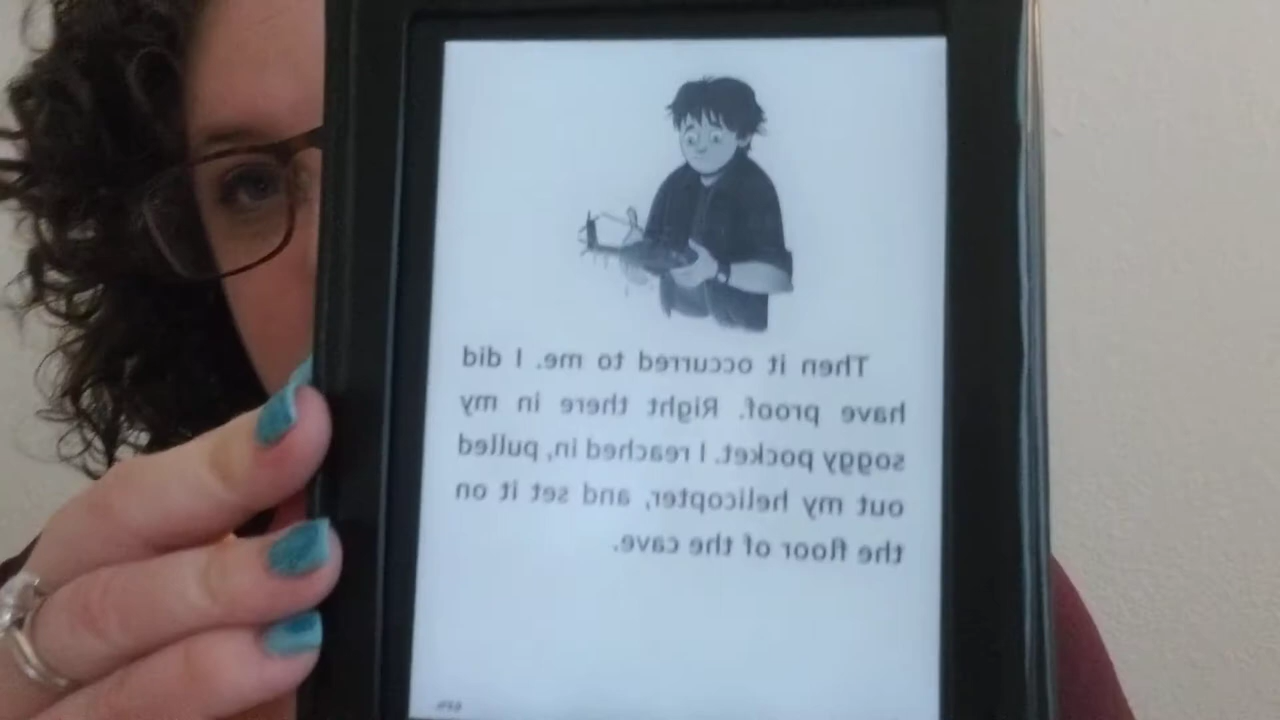 Then it occurred to me. I did
have proof. Right there in my
soggy pocket. I reached in, pulled
out my helicopter, and set it on
the floor of the cave.